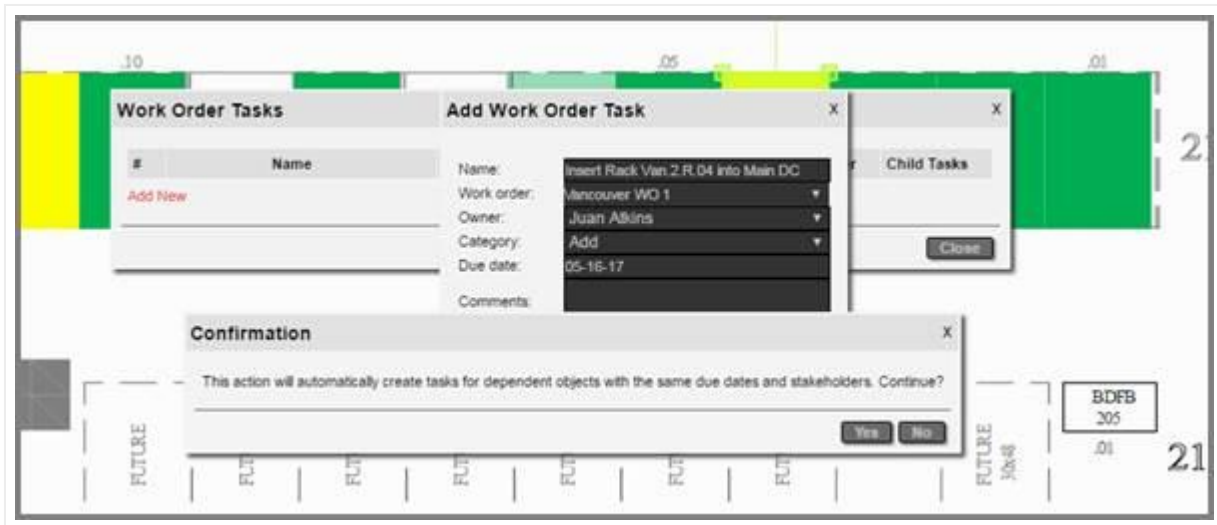 .10
.05
.01
Work Order Tasks
X
# Name Child Tasks
Add New
Close
Add Work Order Task X
Name: Insert Rack Van.2.R.04 into Main DC
Work order: Vancouver WO 1
Owner: Juan Atkins
Category: Add
Due date: 05-16-17
Comments:
Confirmation X
This action will automatically create tasks for dependent objects with the same due dates and stakeholders. Continue?
Yes No
FUTURE
FUTURE
30x48
BDFB
205
.01
21